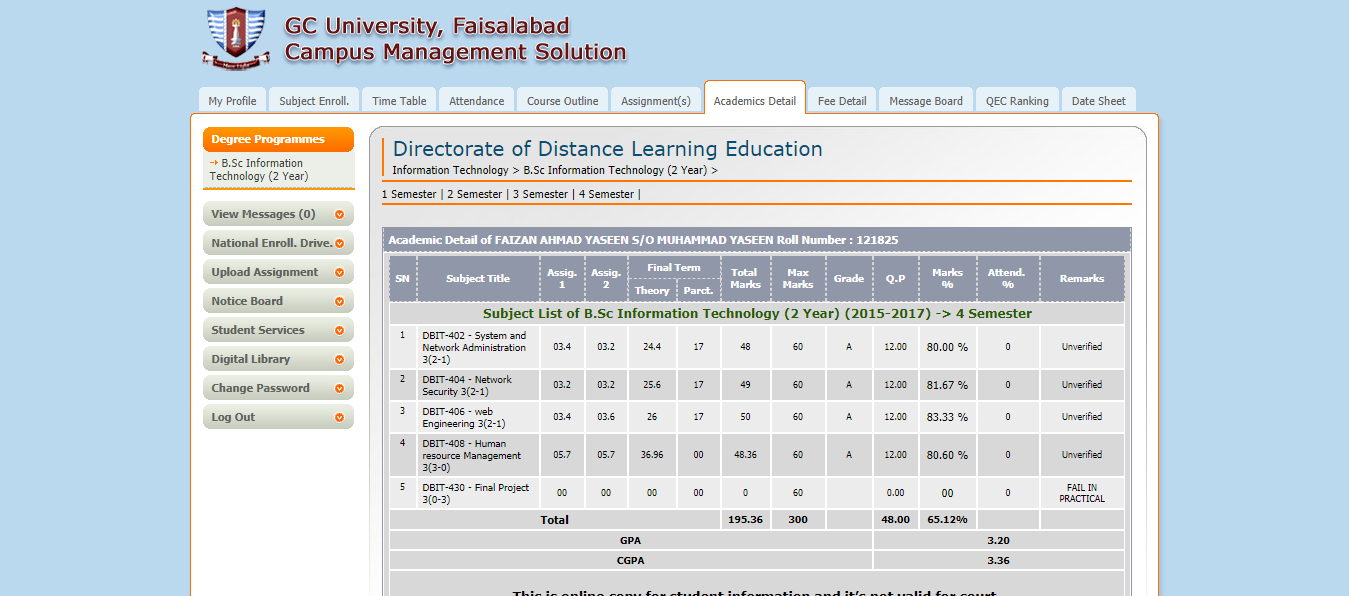 GC University, Faisalabad
Campus Management Solution
My Profile Subject Enroll. Time Table Attendance Course Outline Assignment(s) Academics Detail Fee Detail Message Board QEC Ranking Date Sheet
Degree Programmes
B.Sc Information
Technology (2 Year)
View Messages (0)
National Enroll. Drive.
Upload Assignment
Notice Board
Student Services
Digital Library
Change Password
Log Out
Directorate of Distance Learning Education
Information Technology > B.Sc Information Technology (2 Year) >
1 Semester | 2 Semester | 3 Semester | 4 Semester |
Academic Detail of FAIZAN AHMAD YASEEN S/O MUHAMMAD YASEEN Roll Number : 121825
SN Subject Title Assig. 1 Assig. 2 Final Term Theory Parct. Total Marks Max Marks Grade Q.P Marks % Attend. % Remarks
Subject List of B.Sc Information Technology (2 Year) (2015-2017) -> 4 Semester
1 DBIT-402 - System and Network Administration 3(2-1) 03.4 03.2 24.4 17 48 60 A 12.00 80.00 % 0 Unverified
2 DBIT-404 - Network Security 3(2-1) 03.2 03.2 25.6 17 49 60 A 12.00 81.67 % 0 Unverified
3 DBIT-406 - web Engineering 3(2-1) 03.4 03.6 26 17 50 60 A 12.00 83.33 % 0 Unverified
4 DBIT-408 - Human resource Management 3(3-0) 05.7 05.7 36.96 00 48.36 60 A 12.00 80.60 % 0 Unverified
5 DBIT-430 - Final Project 3(0-3) 00 00 00 00 0 60 0.00 00 0 FAIL IN PRACTICAL
Total 195.36 300 48.00 65.12%
GPA 3.20
CGPA 3.36
This is online copy for student information and it's not valid for court